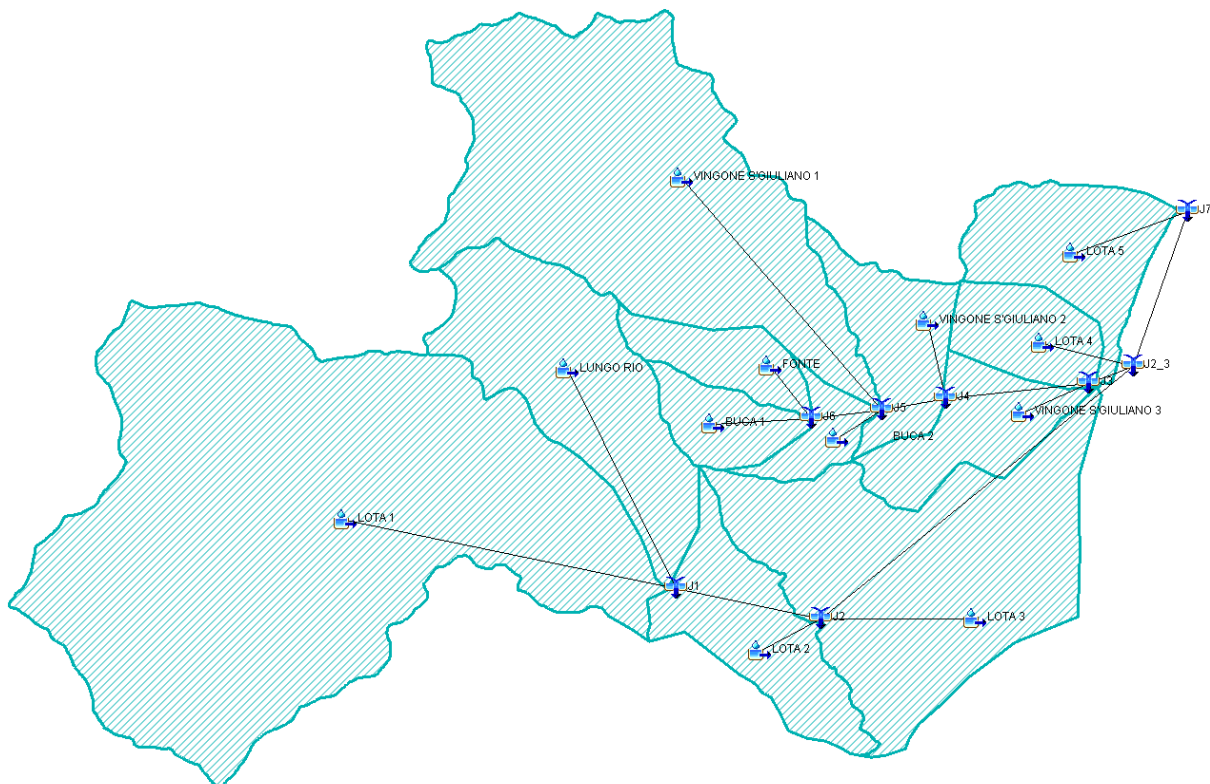 VINGONE S'GIULIANO 1
J7
LOTA 5
VINGONE S'GIULIANO 2
LOTA 4
J2_3
LUNGO RIO
FONTE
J3
J4
J5
VINGONE S'GIULIANO 3
J6
BUCA 1
BUCA 2
LOTA 1
J1
J2
LOTA 3
LOTA 2